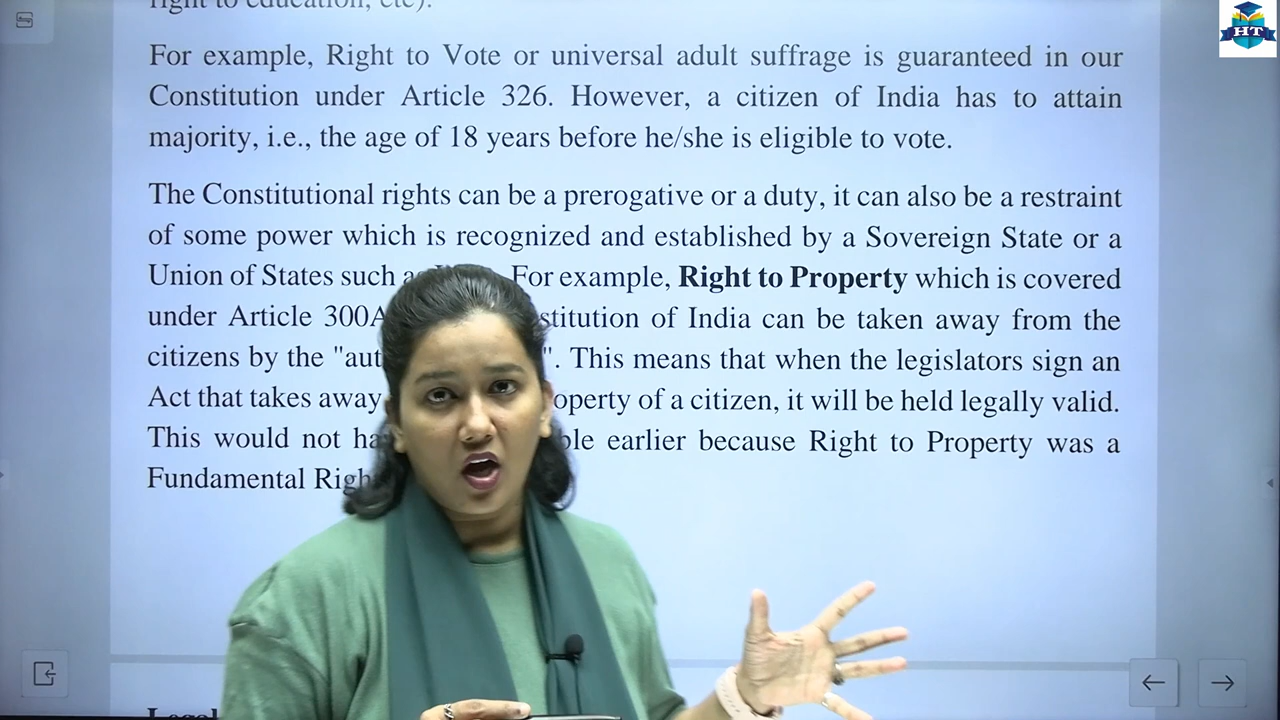 right to education, etc).
For example, Right to Vote or universal adult suffrage is guaranteed in our
Constitution under Article 326. However, a citizen of India has to attain
majority, i.e., the age of 18 years before he/she is eligible to vote.
The Constitutional rights can be a prerogative or a duty, it can also be a restraint
of some power which is recognized and established by a Sovereign State or a
Union of States such For example, Right to Property which is covered
under Article 300A of India can be taken away from the
citizens by the ". This means that when the legislators sign an
Act that takes away of a citizen, it will be held legally valid.
This would not earlier because Right to Property was a
Fundamental
HT